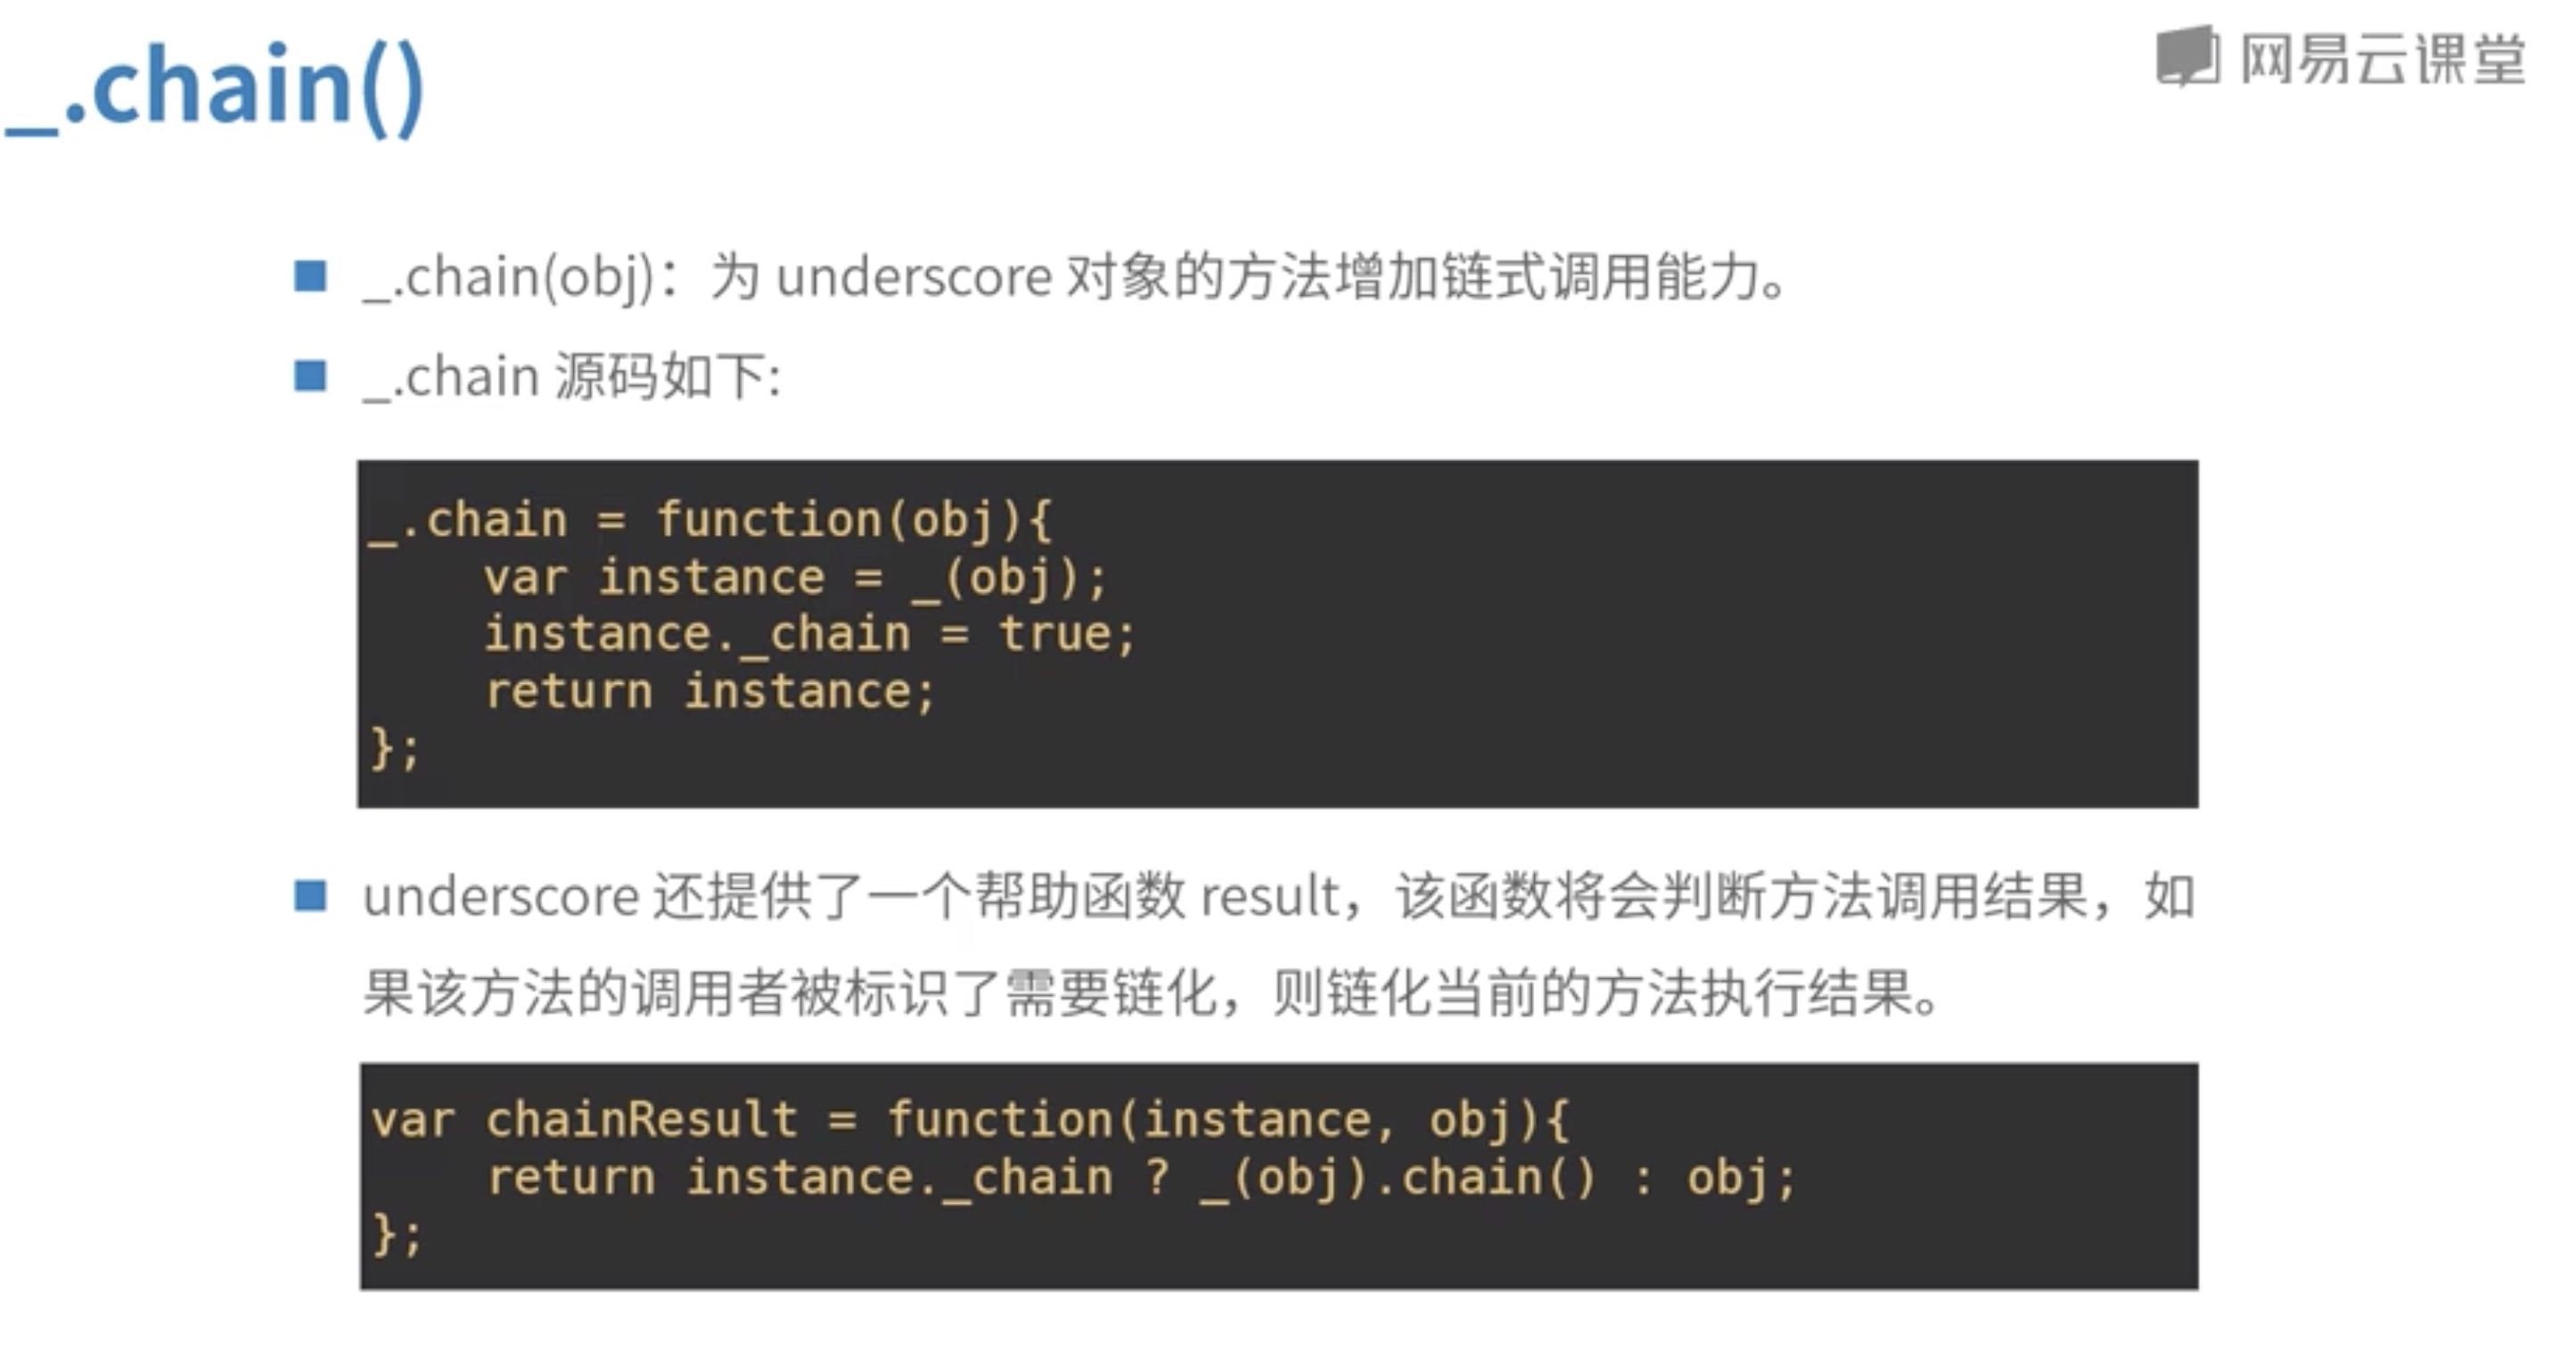 _.chain()
网易云课堂
_.chain(obj)：为 underscore 对象的方法增加链式调用能力。
_.chain 源码如下:
_.chain = function(obj){
    var instance = _(obj);
    instance._chain = true;
    return instance;
};
underscore 还提供了一个帮助函数 result，该函数将会判断方法调用结果，如
果该方法的调用者被标识了需要链化，则链化当前的方法执行结果。
var chainResult = function(instance, obj){
    return instance._chain ? _(obj).chain() : obj;
};